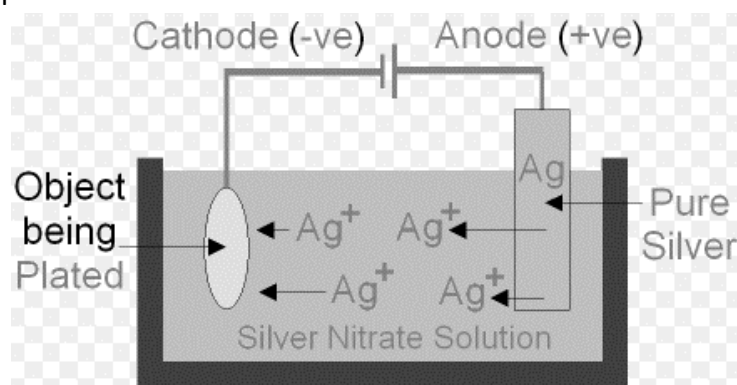 Cathode (-ve) Anode (+ve)
Object
being
Plated
Ag
Ag+ Ag+
Ag+ Ag+
Pure
Silver
Silver Nitrate Solution